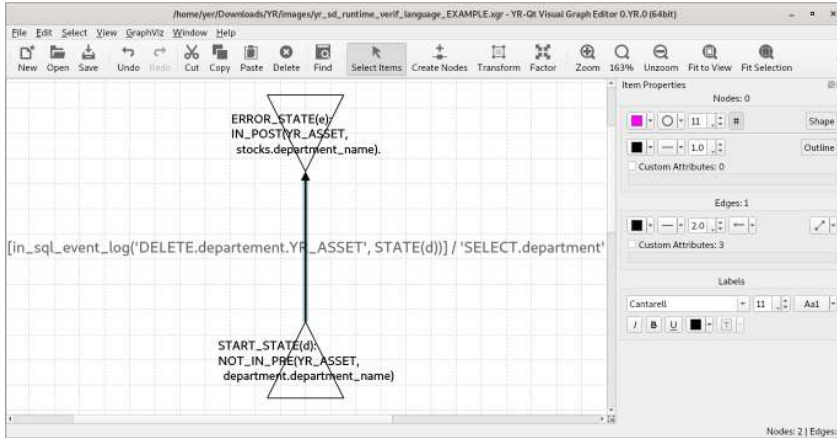 /home/yer/Downloads/YR/images/yr_sd_runtime_verif_language_EXAMPLE.xgr - YR-Qt Visual Graph Editor 0.YR.0 (64bit)
File Edit Select View GraphViz Window Help
New Open Save Undo Redo Cut Copy Paste Delete Find Select Items Create Nodes Transform Factor Zoom 163% Unzoom Fit to View Fit Selection
Item Properties
Nodes: 0
11 # Shape
1.0 Outline
Custom Attributes: 0
Edges: 1
2.0
Custom Attributes: 3
Labels
Cantarell 11 Aa1
I B U T
ERROR_STATE(e):
IN_POST(YR_ASSET,
stocks.department_name).
[in_sql_event_log('DELETE.departement.YR_ASSET', STATE(d))] / 'SELECT.department'
START_STATE(d):
NOT_IN_PRE(YR_ASSET,
department.department_name)
Nodes: 2 | Edges: